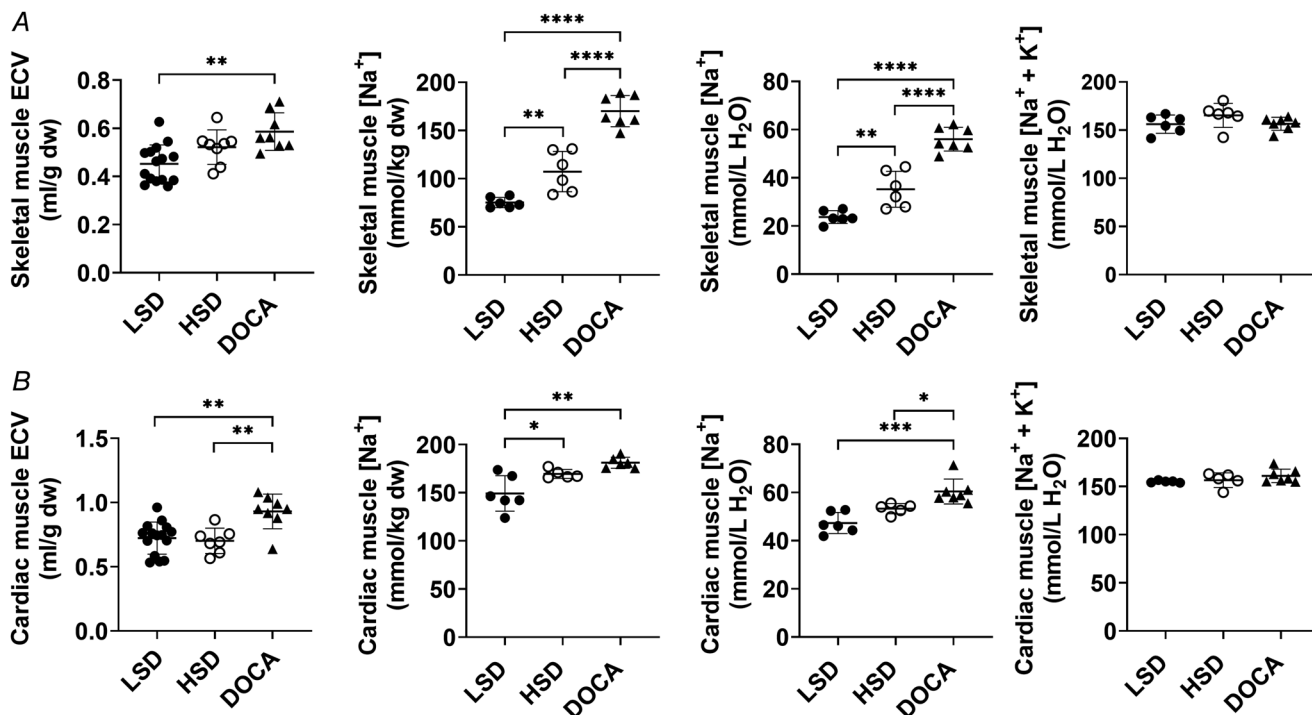 A
Skeletal muscle ECV
(ml/g dw)
0.8
0.6
0.4
0.2
0.0
**
LSD
HSD
DOCA
Skeletal muscle [Na⁺]
(mmol/kg dw)
200
150
100
50
0
****
****
**
LSD
HSD
DOCA
Skeletal muscle [Na⁺]
(mmol/L H₂O)
80
60
40
20
0
****
****
**
LSD
HSD
DOCA
Skeletal muscle [Na⁺ + K⁺]
(mmol/L H₂O)
200
150
100
50
0
LSD
HSD
DOCA
B
Cardiac muscle ECV
(ml/g dw)
1.5
1.0
0.5
0.0
**
**
LSD
HSD
DOCA
Cardiac muscle [Na⁺]
(mmol/kg dw)
200
150
100
50
0
**
*
LSD
HSD
DOCA
Cardiac muscle [Na⁺]
(mmol/L H₂O)
80
60
40
20
0
*
***
LSD
HSD
DOCA
Cardiac muscle [Na⁺ + K⁺]
(mmol/L H₂O)
200
150
100
50
0
LSD
HSD
DOCA